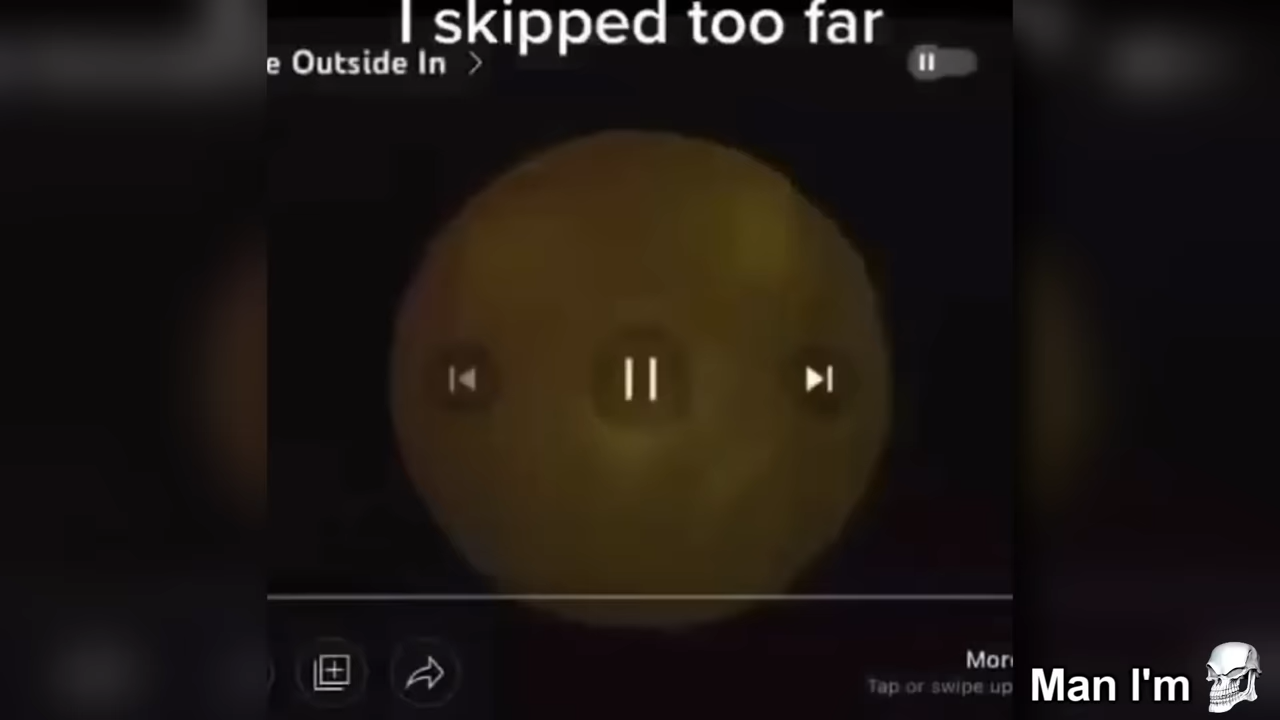 I skipped too far
e Outside In
More
Tap or swipe up
Man I'm